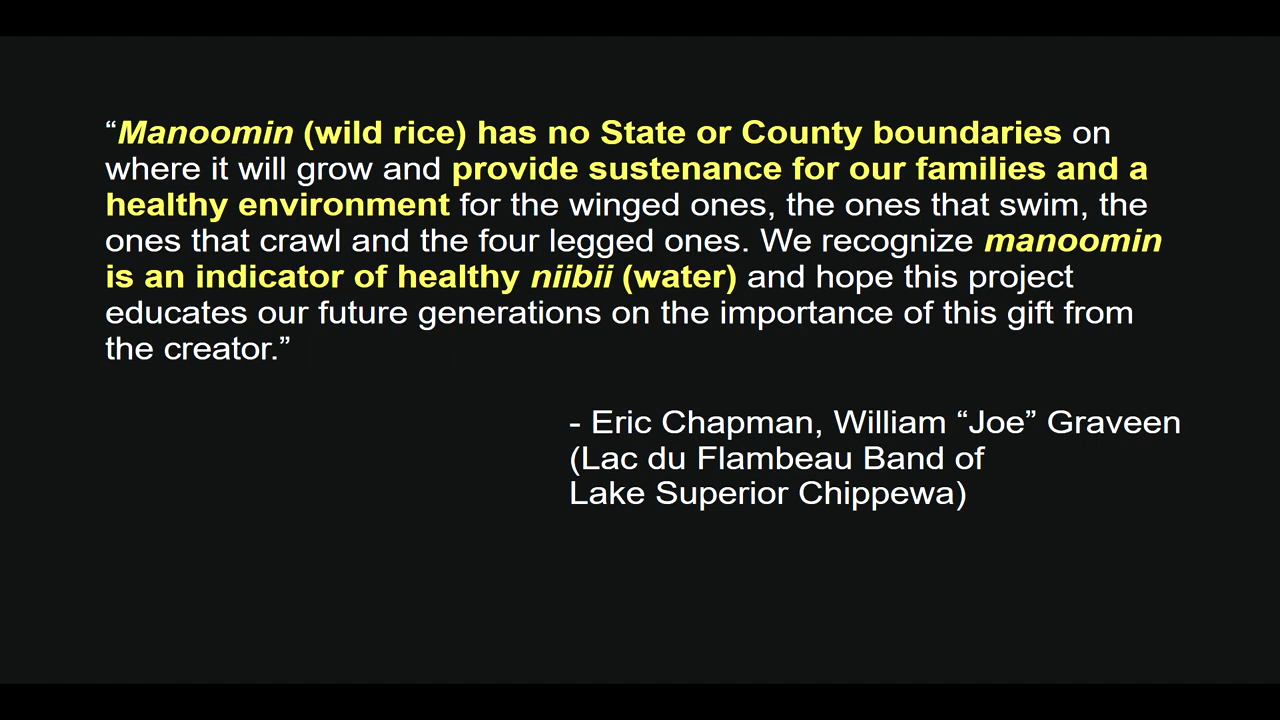 “Manoomin (wild rice) has no State or County boundaries on
where it will grow and provide sustenance for our families and a
healthy environment for the winged ones, the ones that swim, the
ones that crawl and the four legged ones. We recognize manoomin
is an indicator of healthy niibii (water) and hope this project
educates our future generations on the importance of this gift from
the creator.”
- Eric Chapman, William “Joe” Graveen
(Lac du Flambeau Band of
Lake Superior Chippewa)